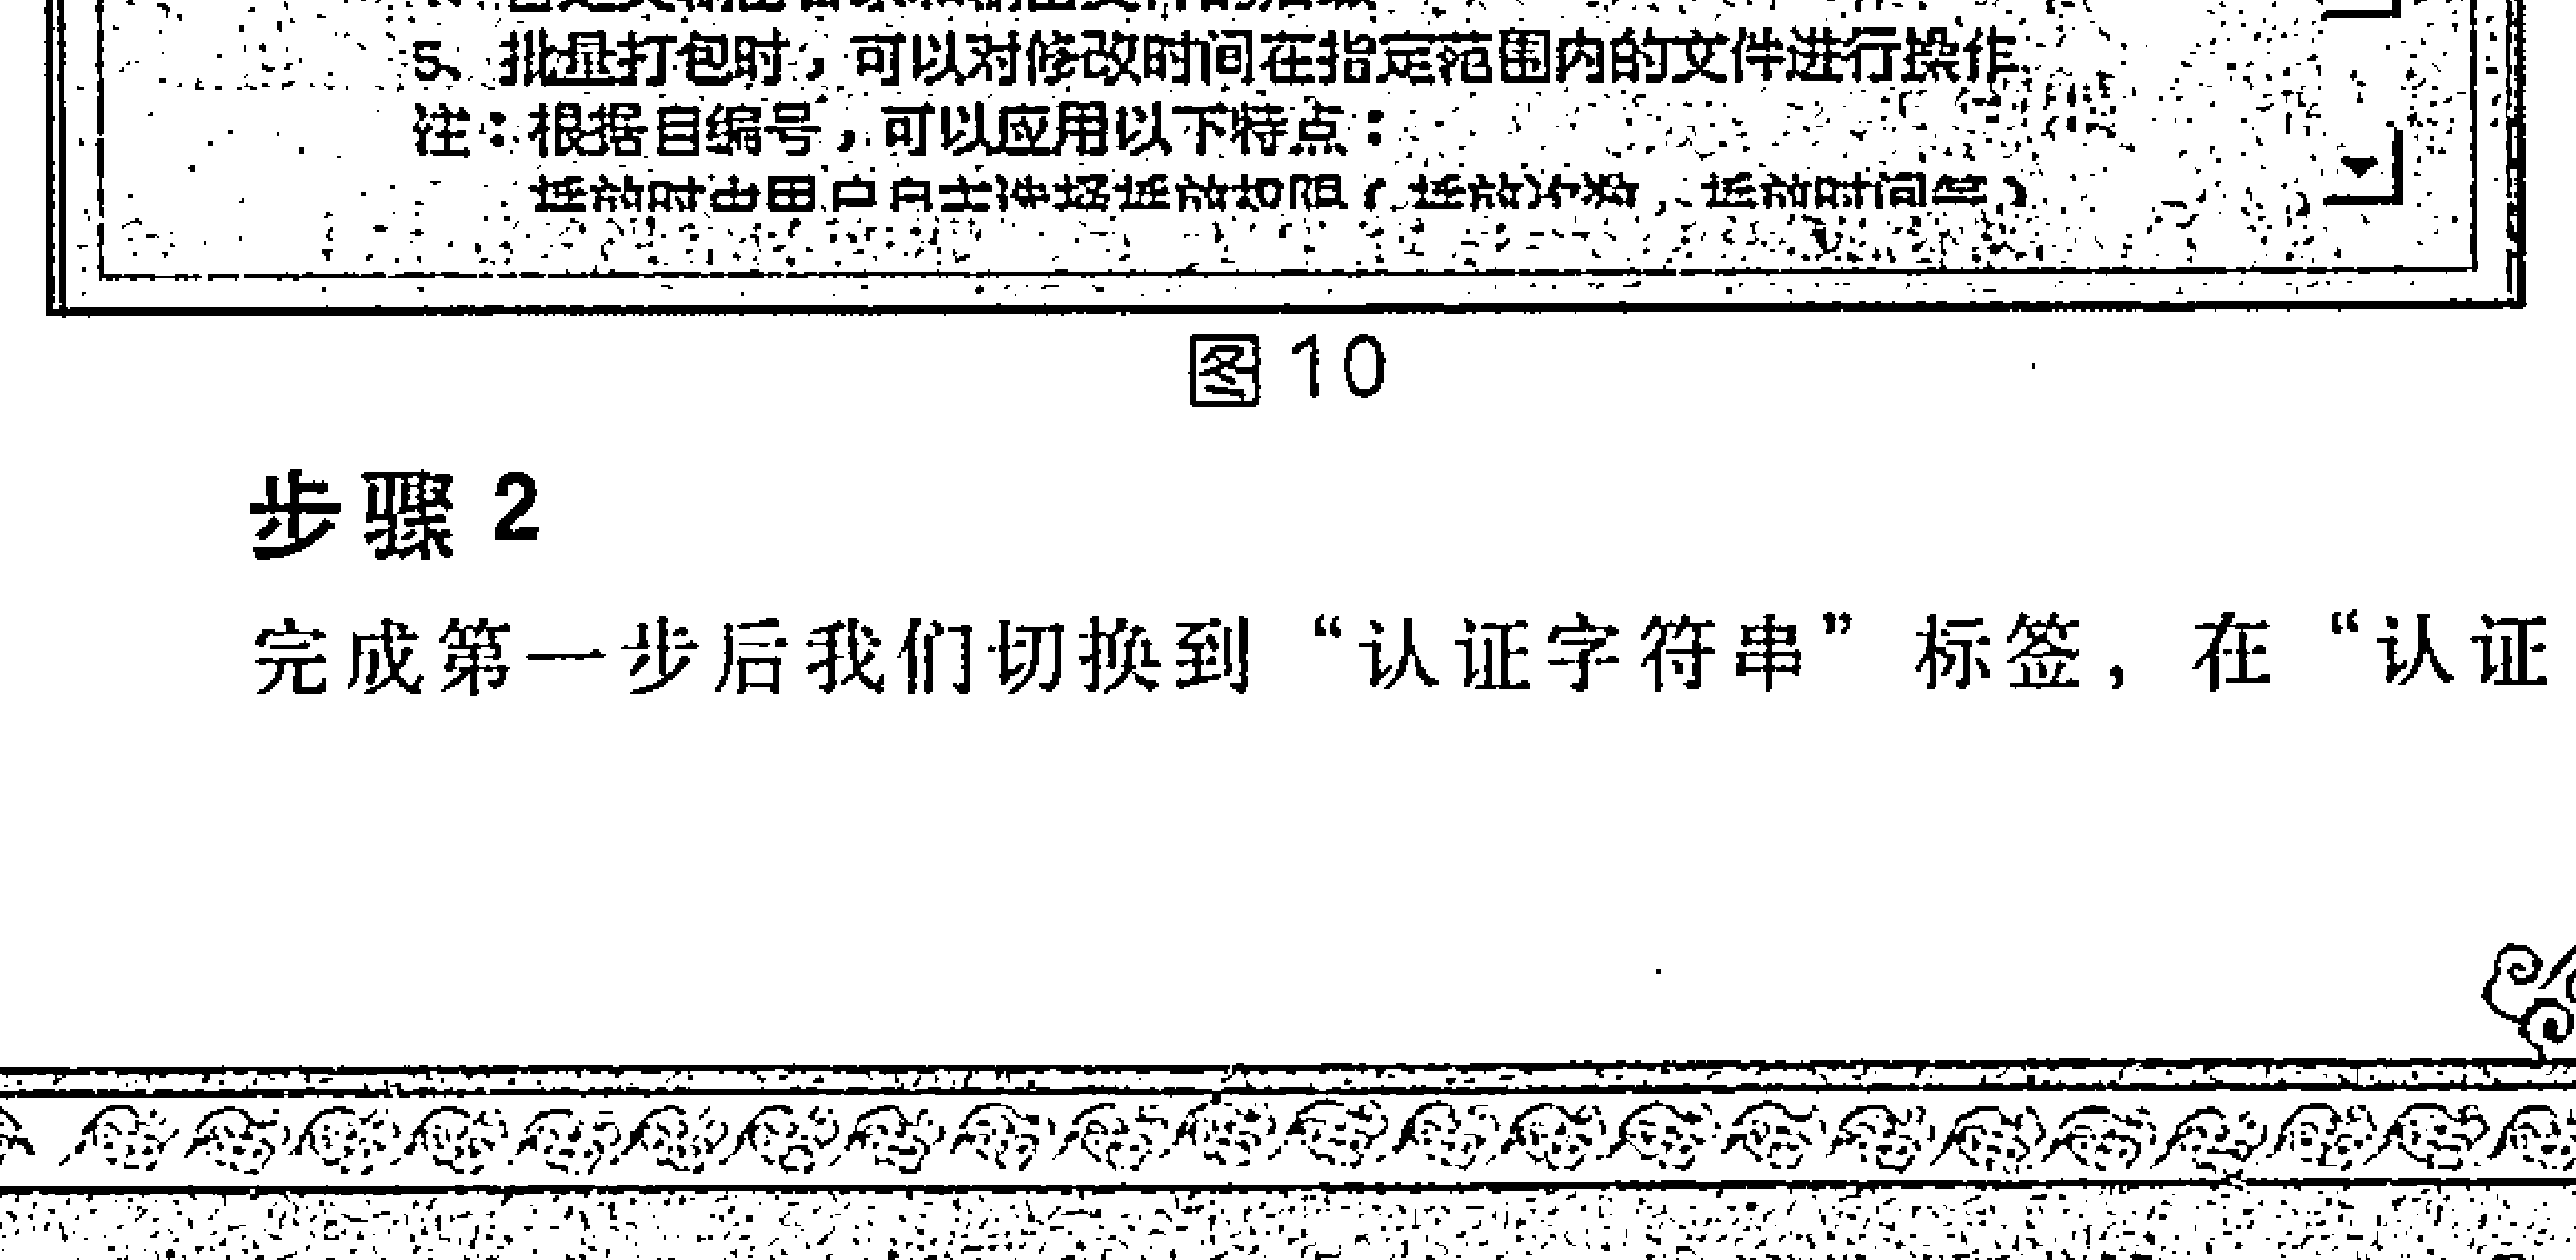 5、批量打包时，可以对修改时间在指定范围内的文件进行操作
注：根据自编号，可以应用以下特点：
图10
步骤 2
完成第一步后我们切换到“认证字符串”标签，在“认证